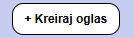 + Kreiraj oglas